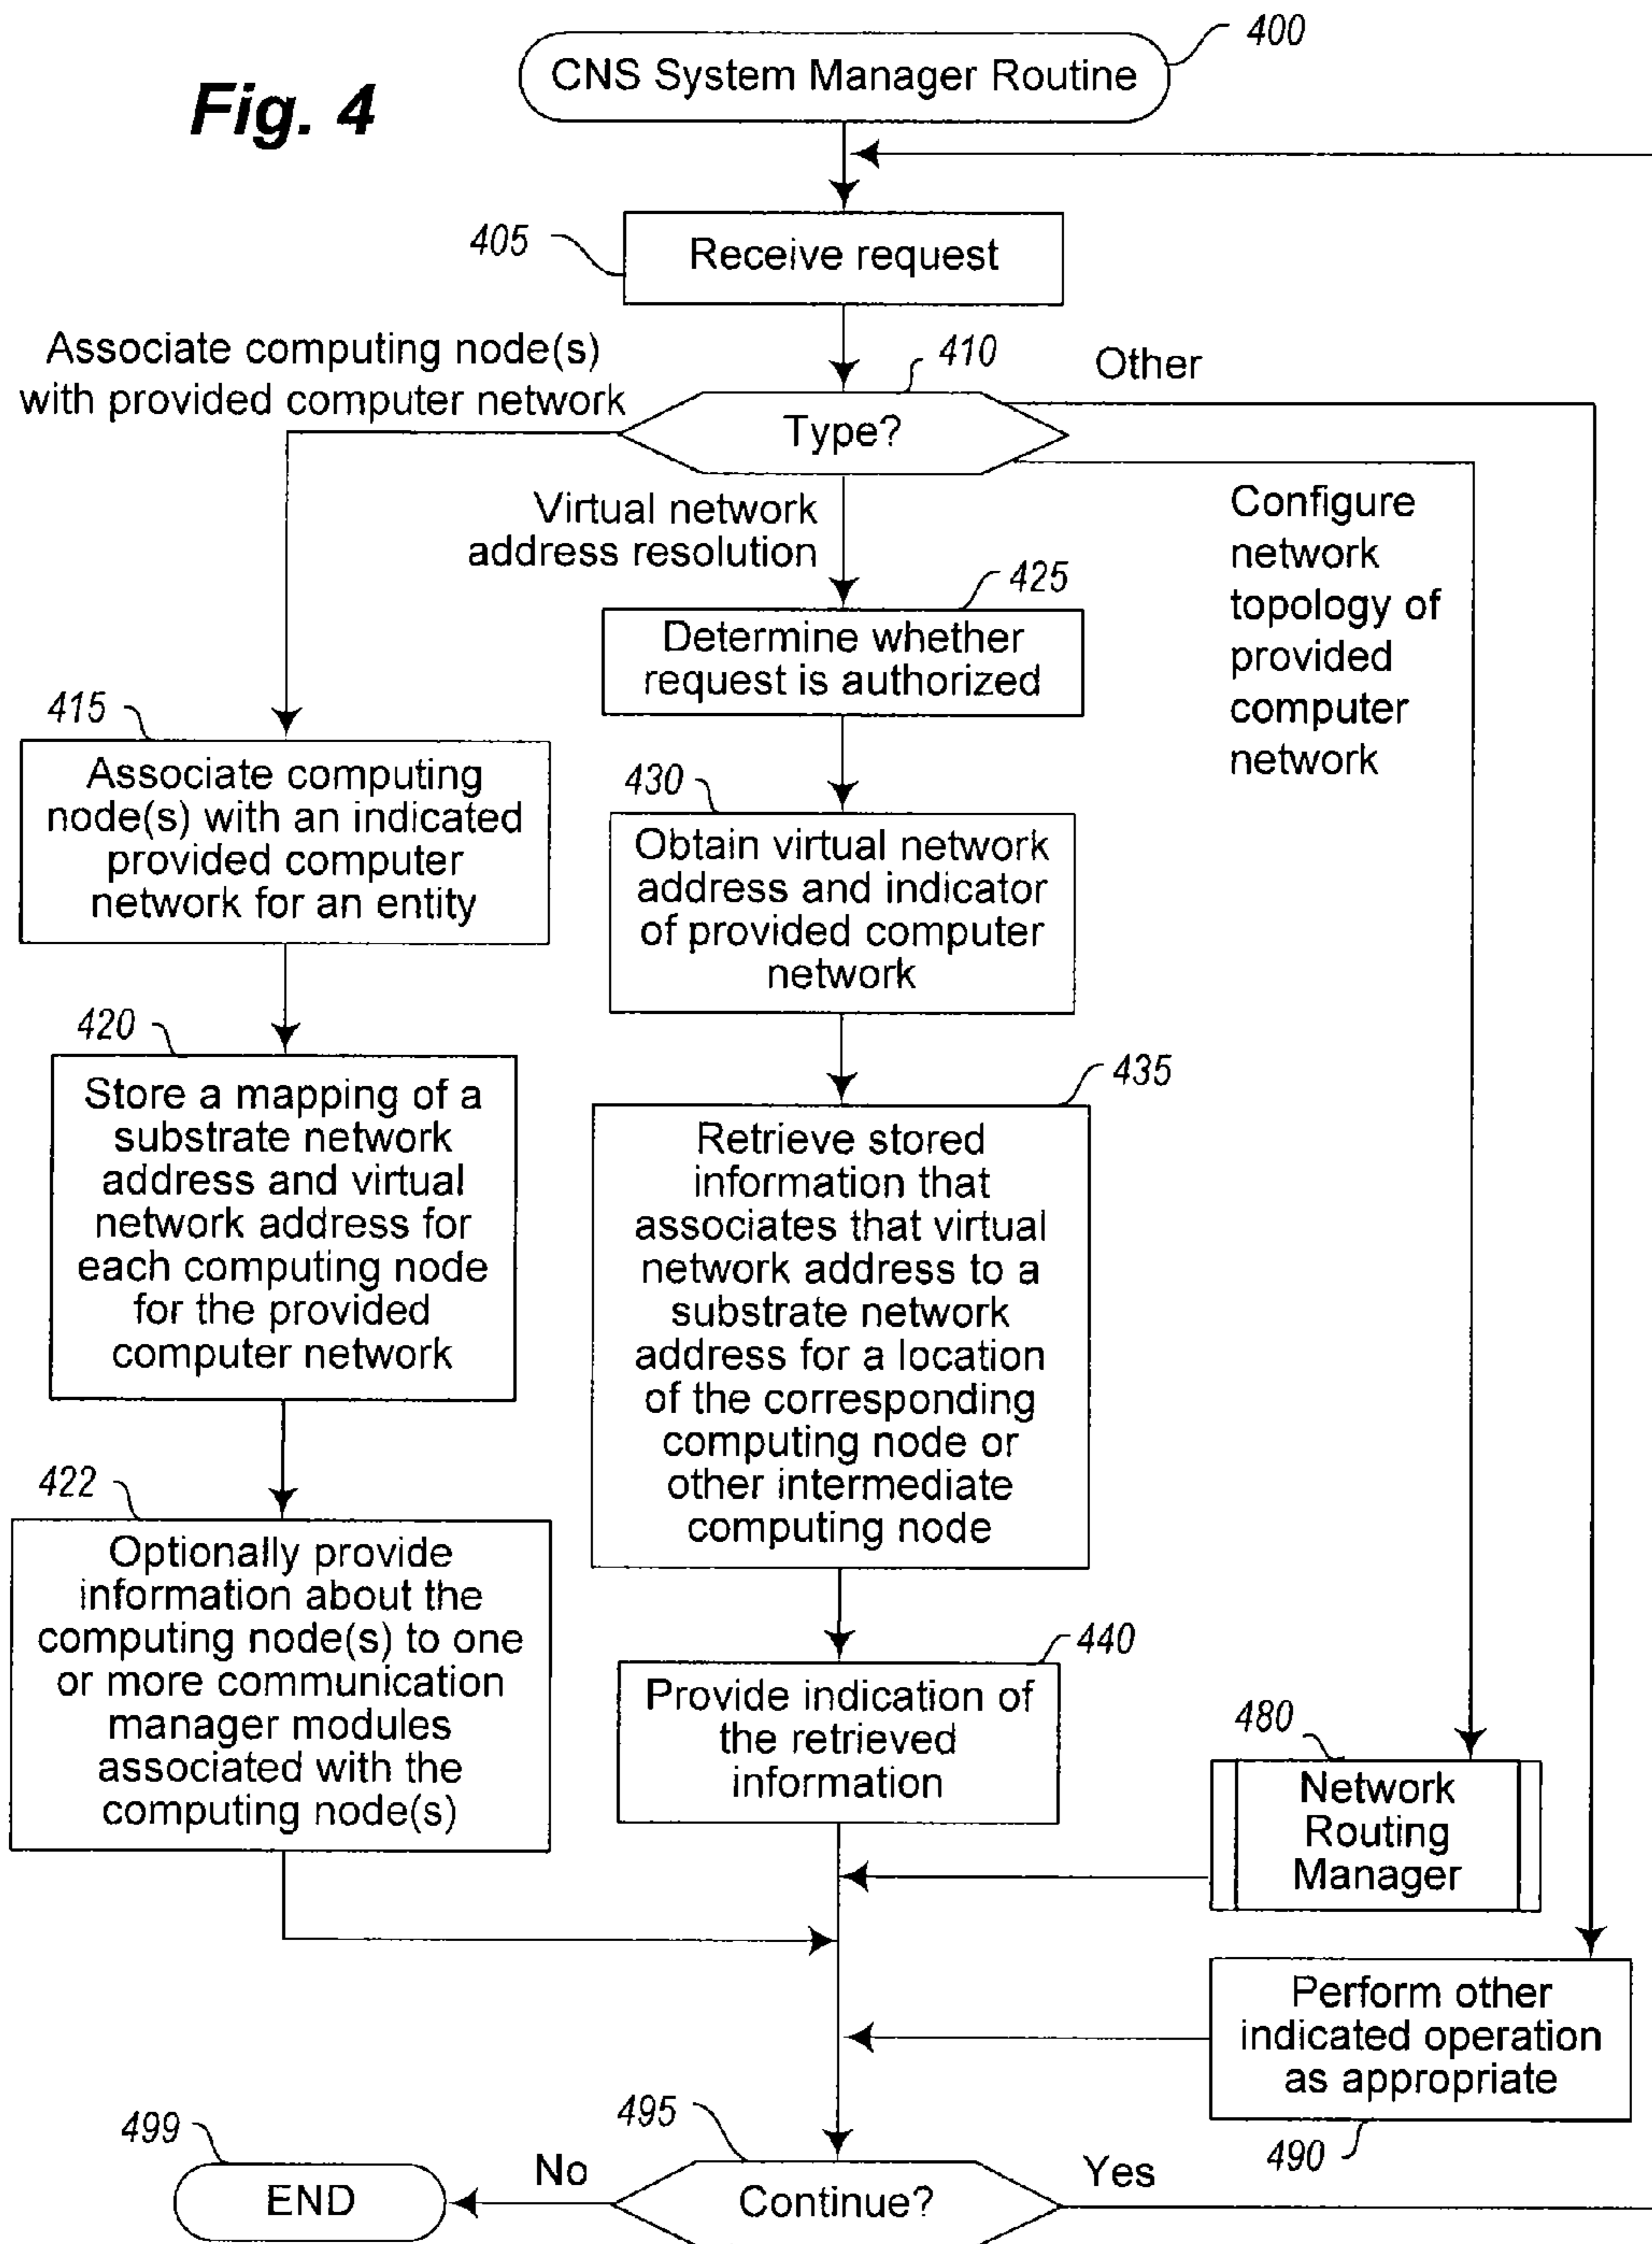 Fig. 4
CNS System Manager Routine
400
405
Receive request
Associate computing node(s)
with provided computer network
410
Other
Type?
Virtual network
address resolution
Configure
network
topology of
provided
computer
network
425
Determine whether
request is authorized
415
Associate computing
node(s) with an indicated
provided computer
network for an entity
430
Obtain virtual network
address and indicator
of provided computer
network
420
Store a mapping of a
substrate network
address and virtual
network address for
each computing node
for the provided
computer network
435
Retrieve stored
information that
associates that virtual
network address to a
substrate network
address for a location
of the corresponding
computing node or
other intermediate
computing node
422
Optionally provide
information about the
computing node(s) to one
or more communication
manager modules
associated with the
computing node(s)
440
Provide indication of
the retrieved
information
480
Network
Routing
Manager
Perform other
indicated operation
as appropriate
490
495
Continue?
Yes
No
499
END